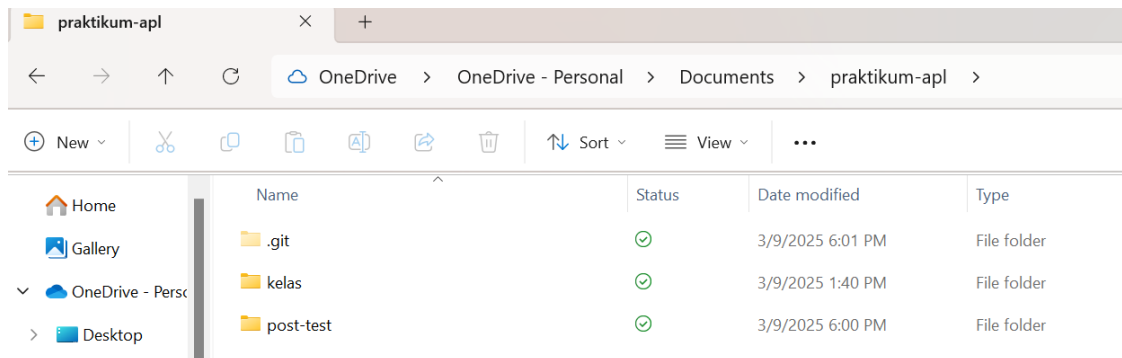 praktikum-apl
OneDrive > OneDrive - Personal > Documents > praktikum-apl >
New Sort View
Name Status Date modified Type
Home
Gallery
OneDrive - Persc
Desktop
.git 3/9/2025 6:01 PM File folder
kelas 3/9/2025 1:40 PM File folder
post-test 3/9/2025 6:00 PM File folder